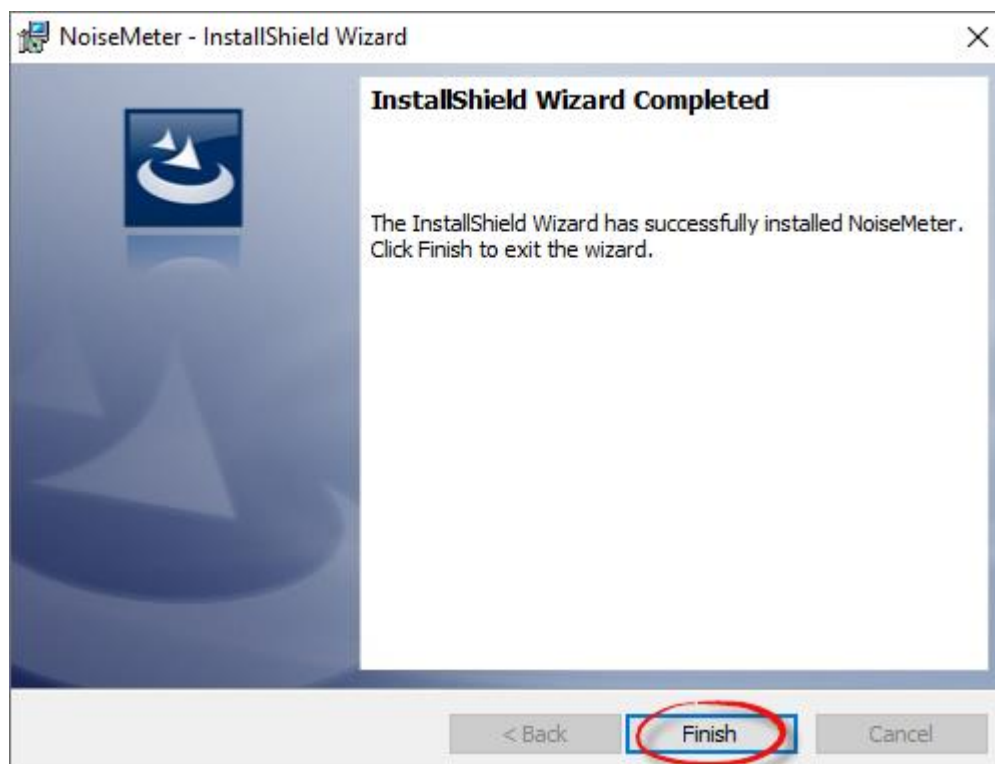 NoiseMeter - InstallShield Wizard
InstallShield Wizard Completed
The InstallShield Wizard has successfully installed NoiseMeter.
Click Finish to exit the wizard.
< Back
Finish
Cancel